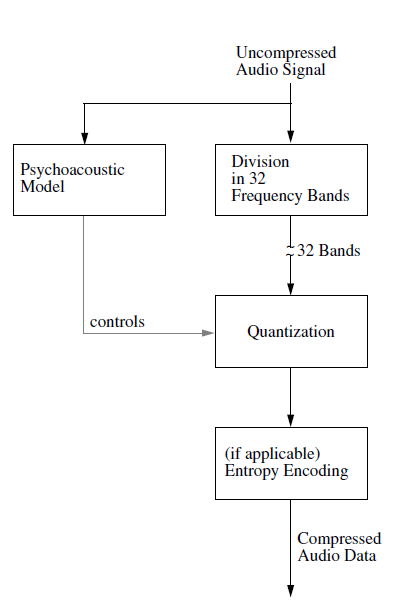 Uncompressed
Audio Signal
Psychoacoustic
Model
Division
in 32
Frequency Bands
32 Bands
controls
Quantization
(if applicable)
Entropy Encoding
Compressed
Audio Data